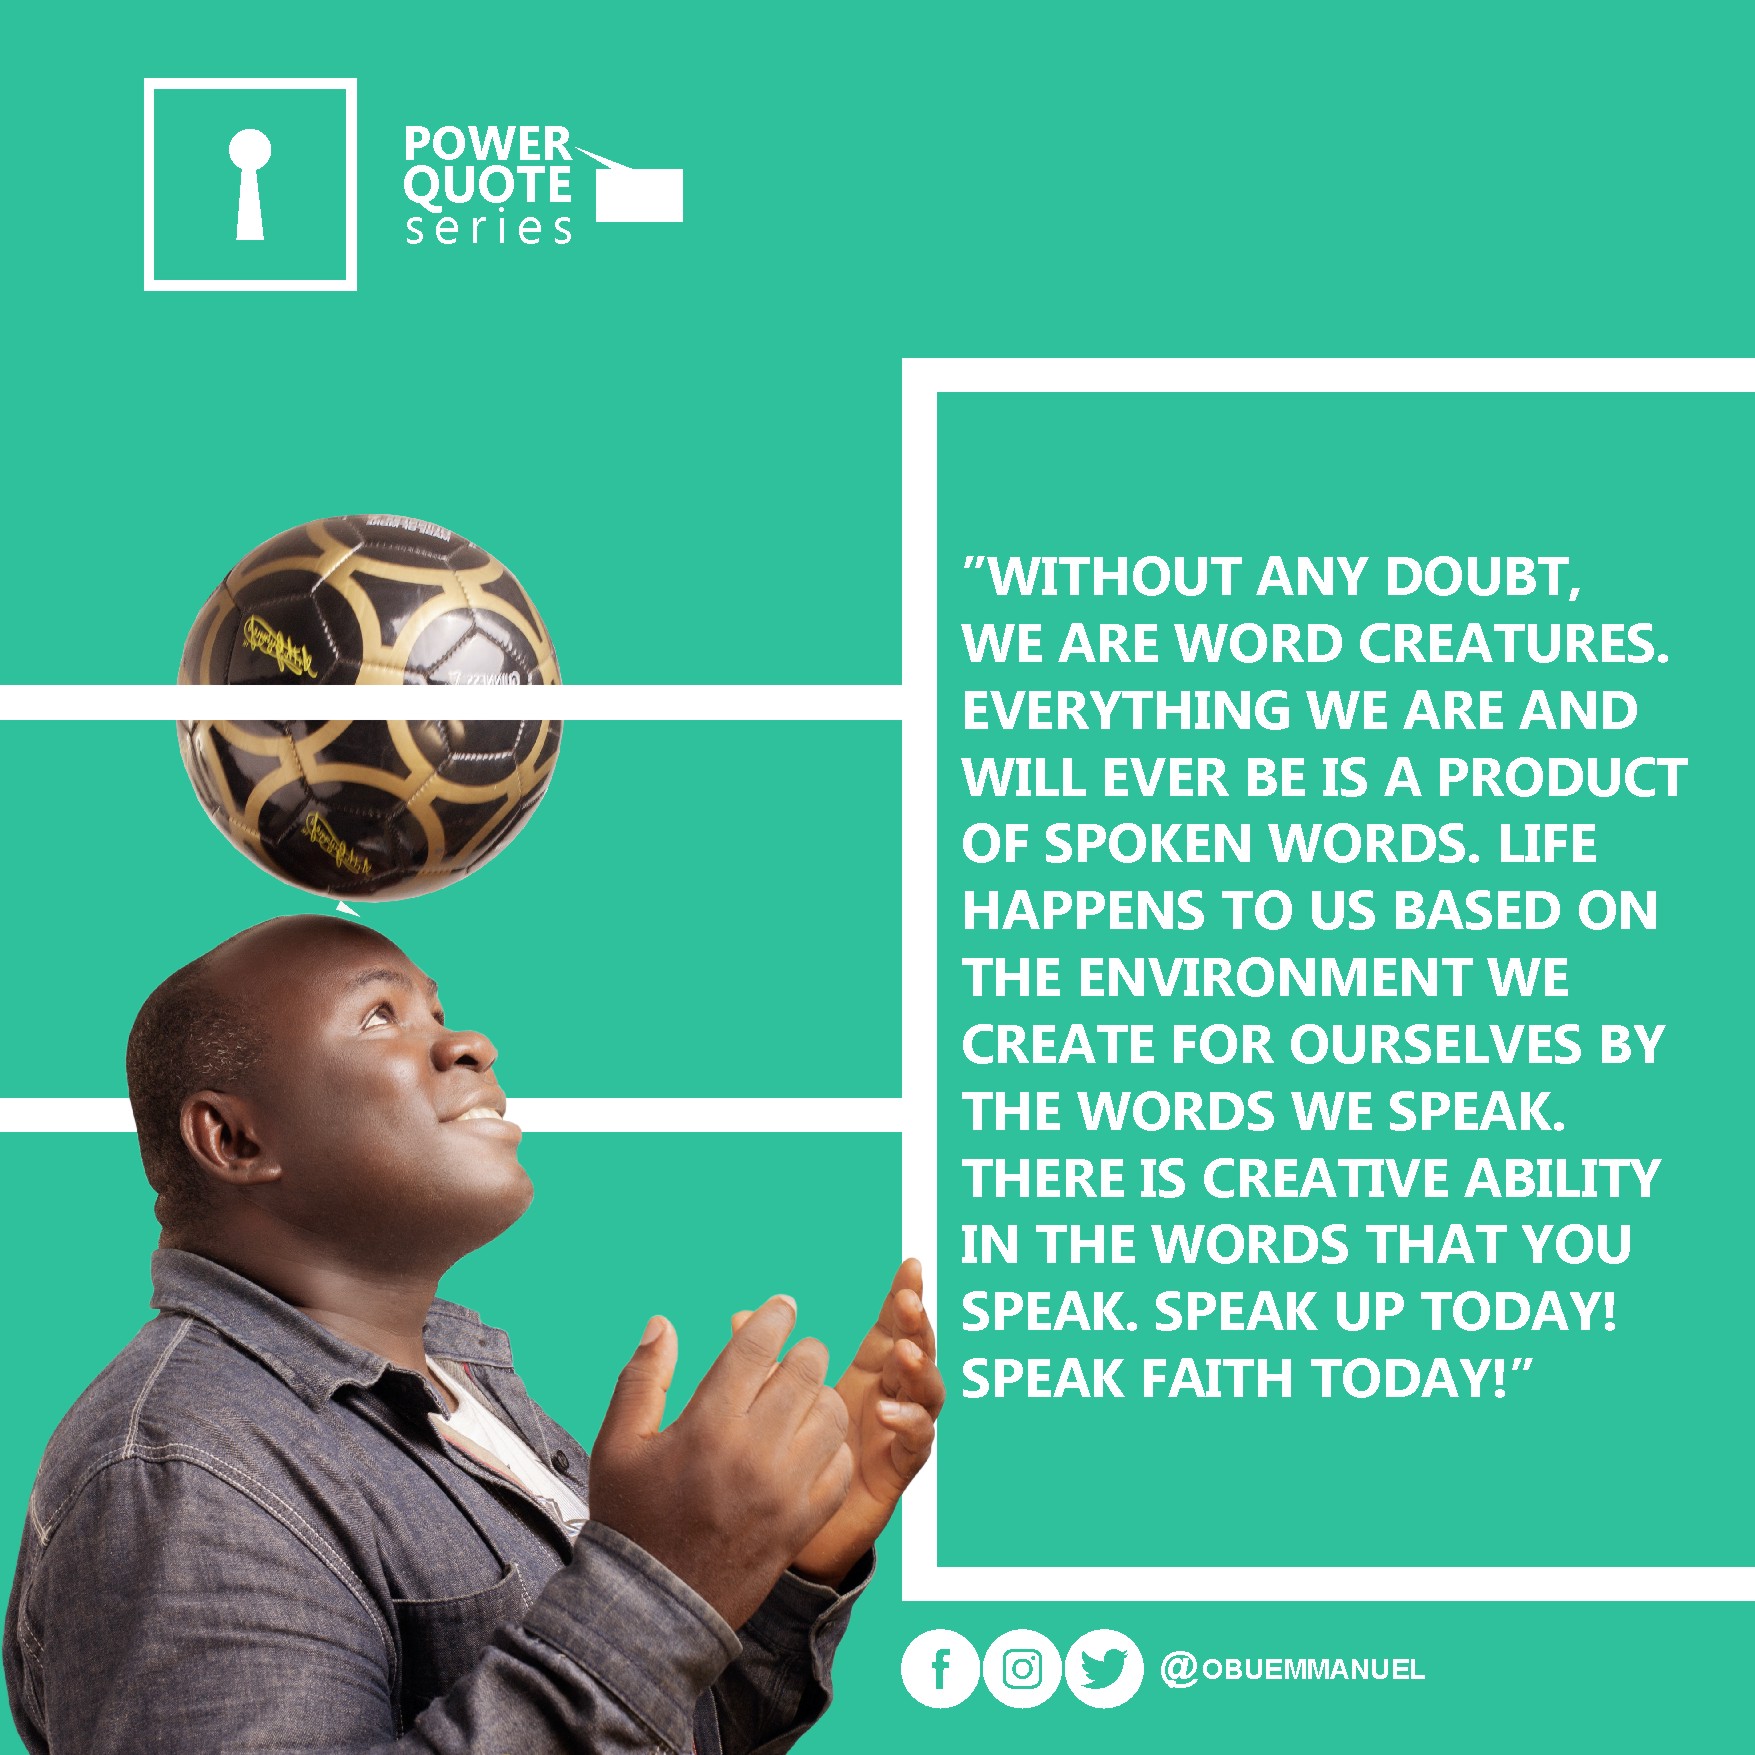 POWER
QUOTE
series
"WITHOUT ANY DOUBT,
WE ARE WORD CREATURES.
EVERYTHING WE ARE AND
WILL EVER BE IS A PRODUCT
OF SPOKEN WORDS. LIFE
HAPPENS TO US BASED ON
THE ENVIRONMENT WE
CREATE FOR OURSELVES BY
THE WORDS WE SPEAK.
THERE IS CREATIVE ABILITY
IN THE WORDS THAT YOU
SPEAK. SPEAK UP TODAY!
SPEAK FAITH TODAY!"
@OBUEMMANUEL